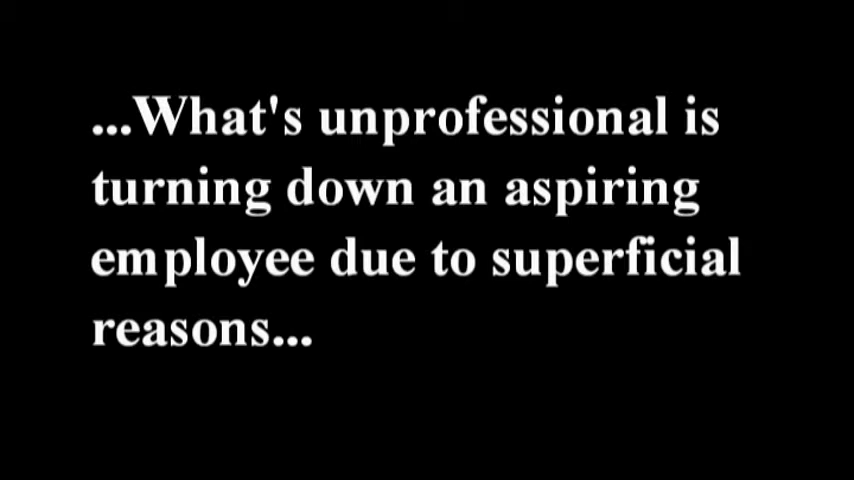 ...What's unprofessional is
turning down an aspiring
employee due to superficial
reasons...